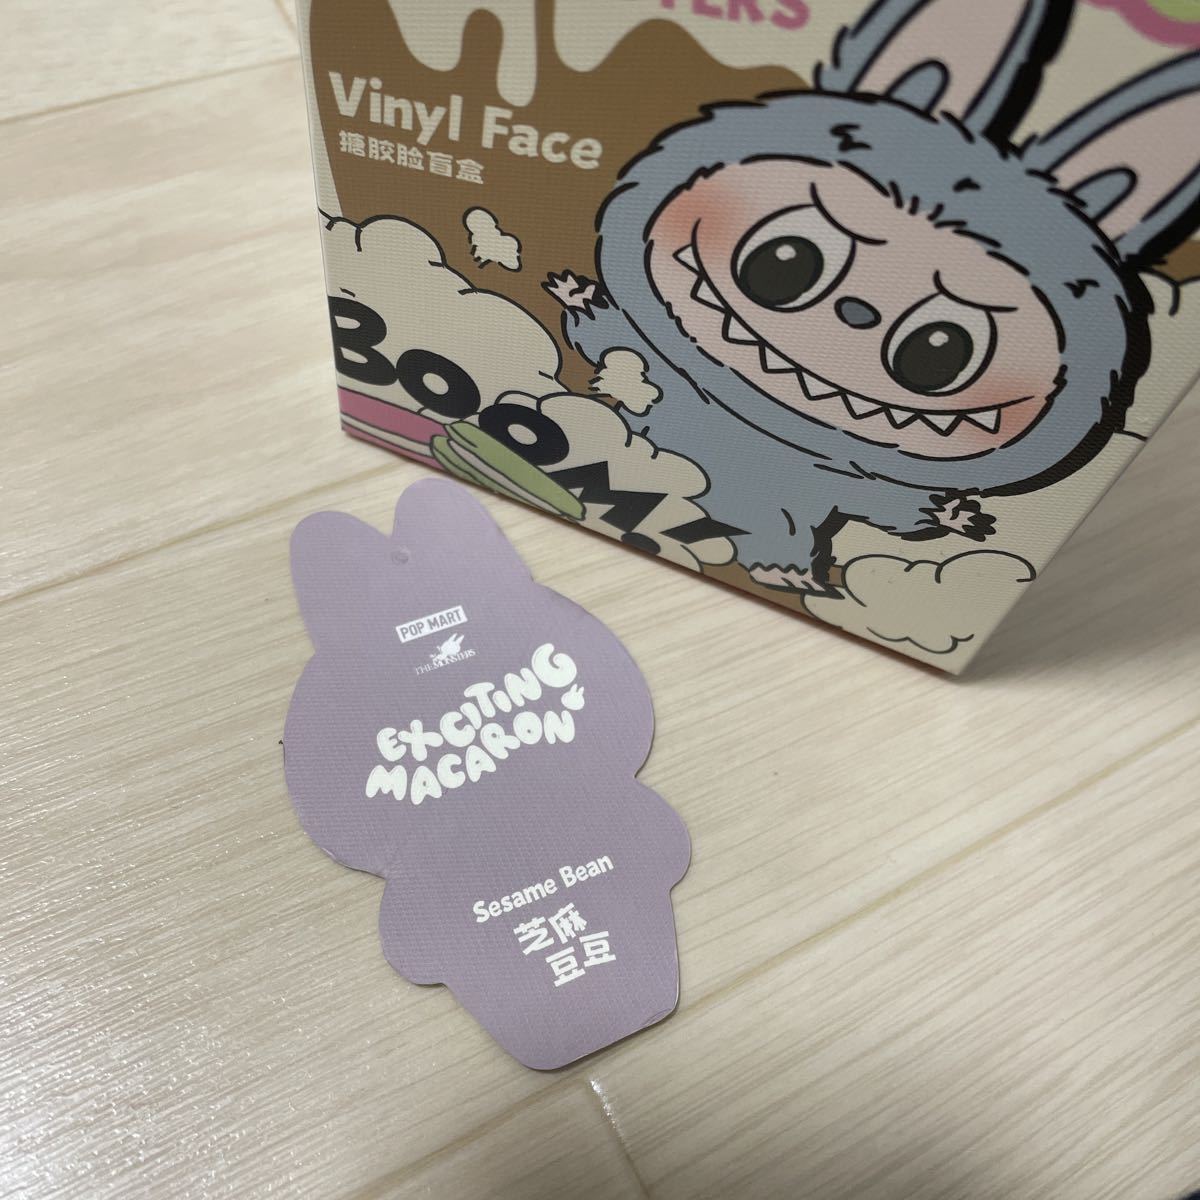 Vinyl Face
搪胶脸盲盒
BOOM!
POP MART
THE MONSTERS
EXCITING
MACARON
Sesame Bean
芝麻
豆豆